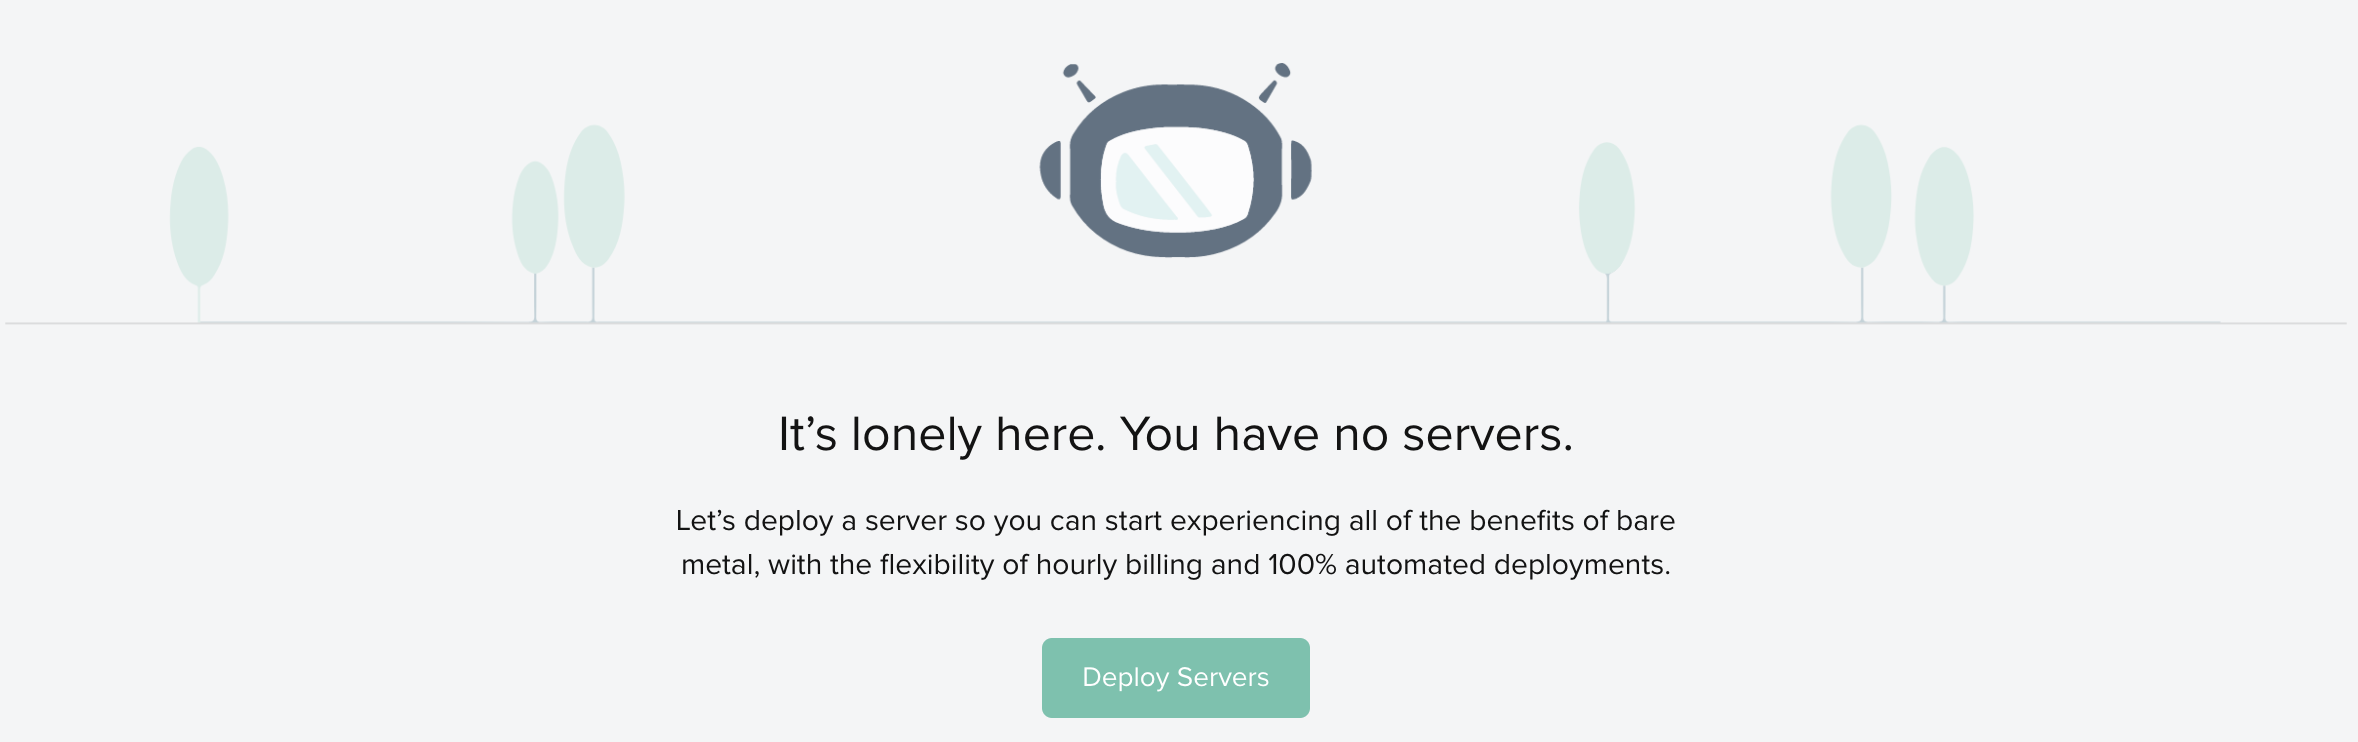 It’s lonely here. You have no servers.
Let’s deploy a server so you can start experiencing all of the benefits of bare
metal, with the flexibility of hourly billing and 100% automated deployments.
Deploy Servers